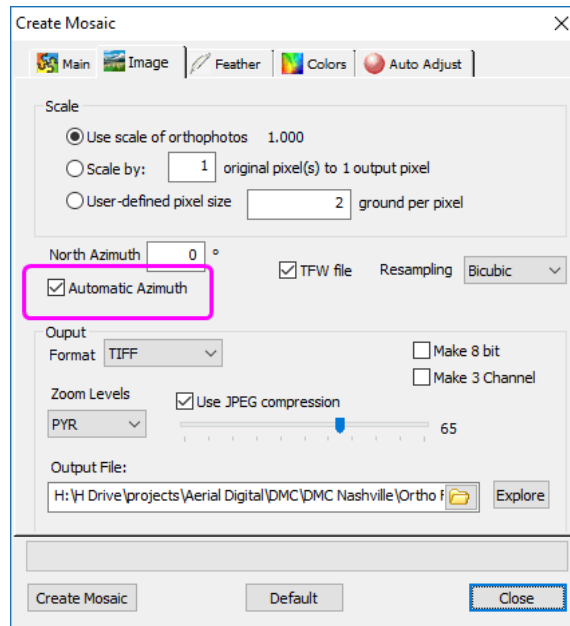 Create Mosaic
Main Image Feather Colors Auto Adjust
Scale
Use scale of orthophotos 1.000
Scale by: 1 original pixel(s) to 1 output pixel
User-defined pixel size 2 ground per pixel
North Azimuth 0 °
TFW file Resampling Bicubic
Automatic Azimuth
Ouput
Format TIFF
Make 8 bit
Make 3 Channel
Zoom Levels
Use JPEG compression
PYR
65
Output File:
H:\H Drive\projects\Aerial Digital\DMC\DMC Nashville\Ortho F Explore
Create Mosaic Default Close